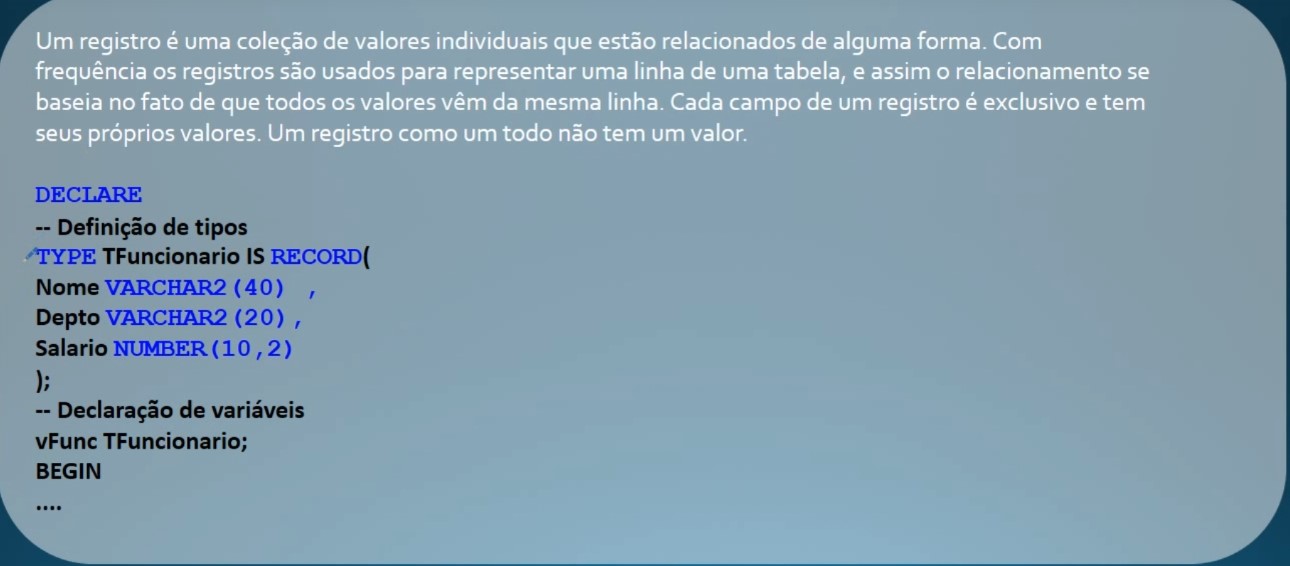 Um registro é uma coleção de valores individuais que estão relacionados de alguma forma. Com
frequência os registros são usados para representar uma linha de uma tabela, e assim o relacionamento se
baseia no fato de que todos os valores vêm da mesma linha. Cada campo de um registro é exclusivo e tem
seus próprios valores. Um registro como um todo não tem um valor.
DECLARE
-- Definição de tipos
TYPE TFuncionario IS RECORD(
Nome VARCHAR2(40) ,
Depto VARCHAR2(20),
Salario NUMBER(10,2)
);
-- Declaração de variáveis
vFunc TFuncionario;
BEGIN
....